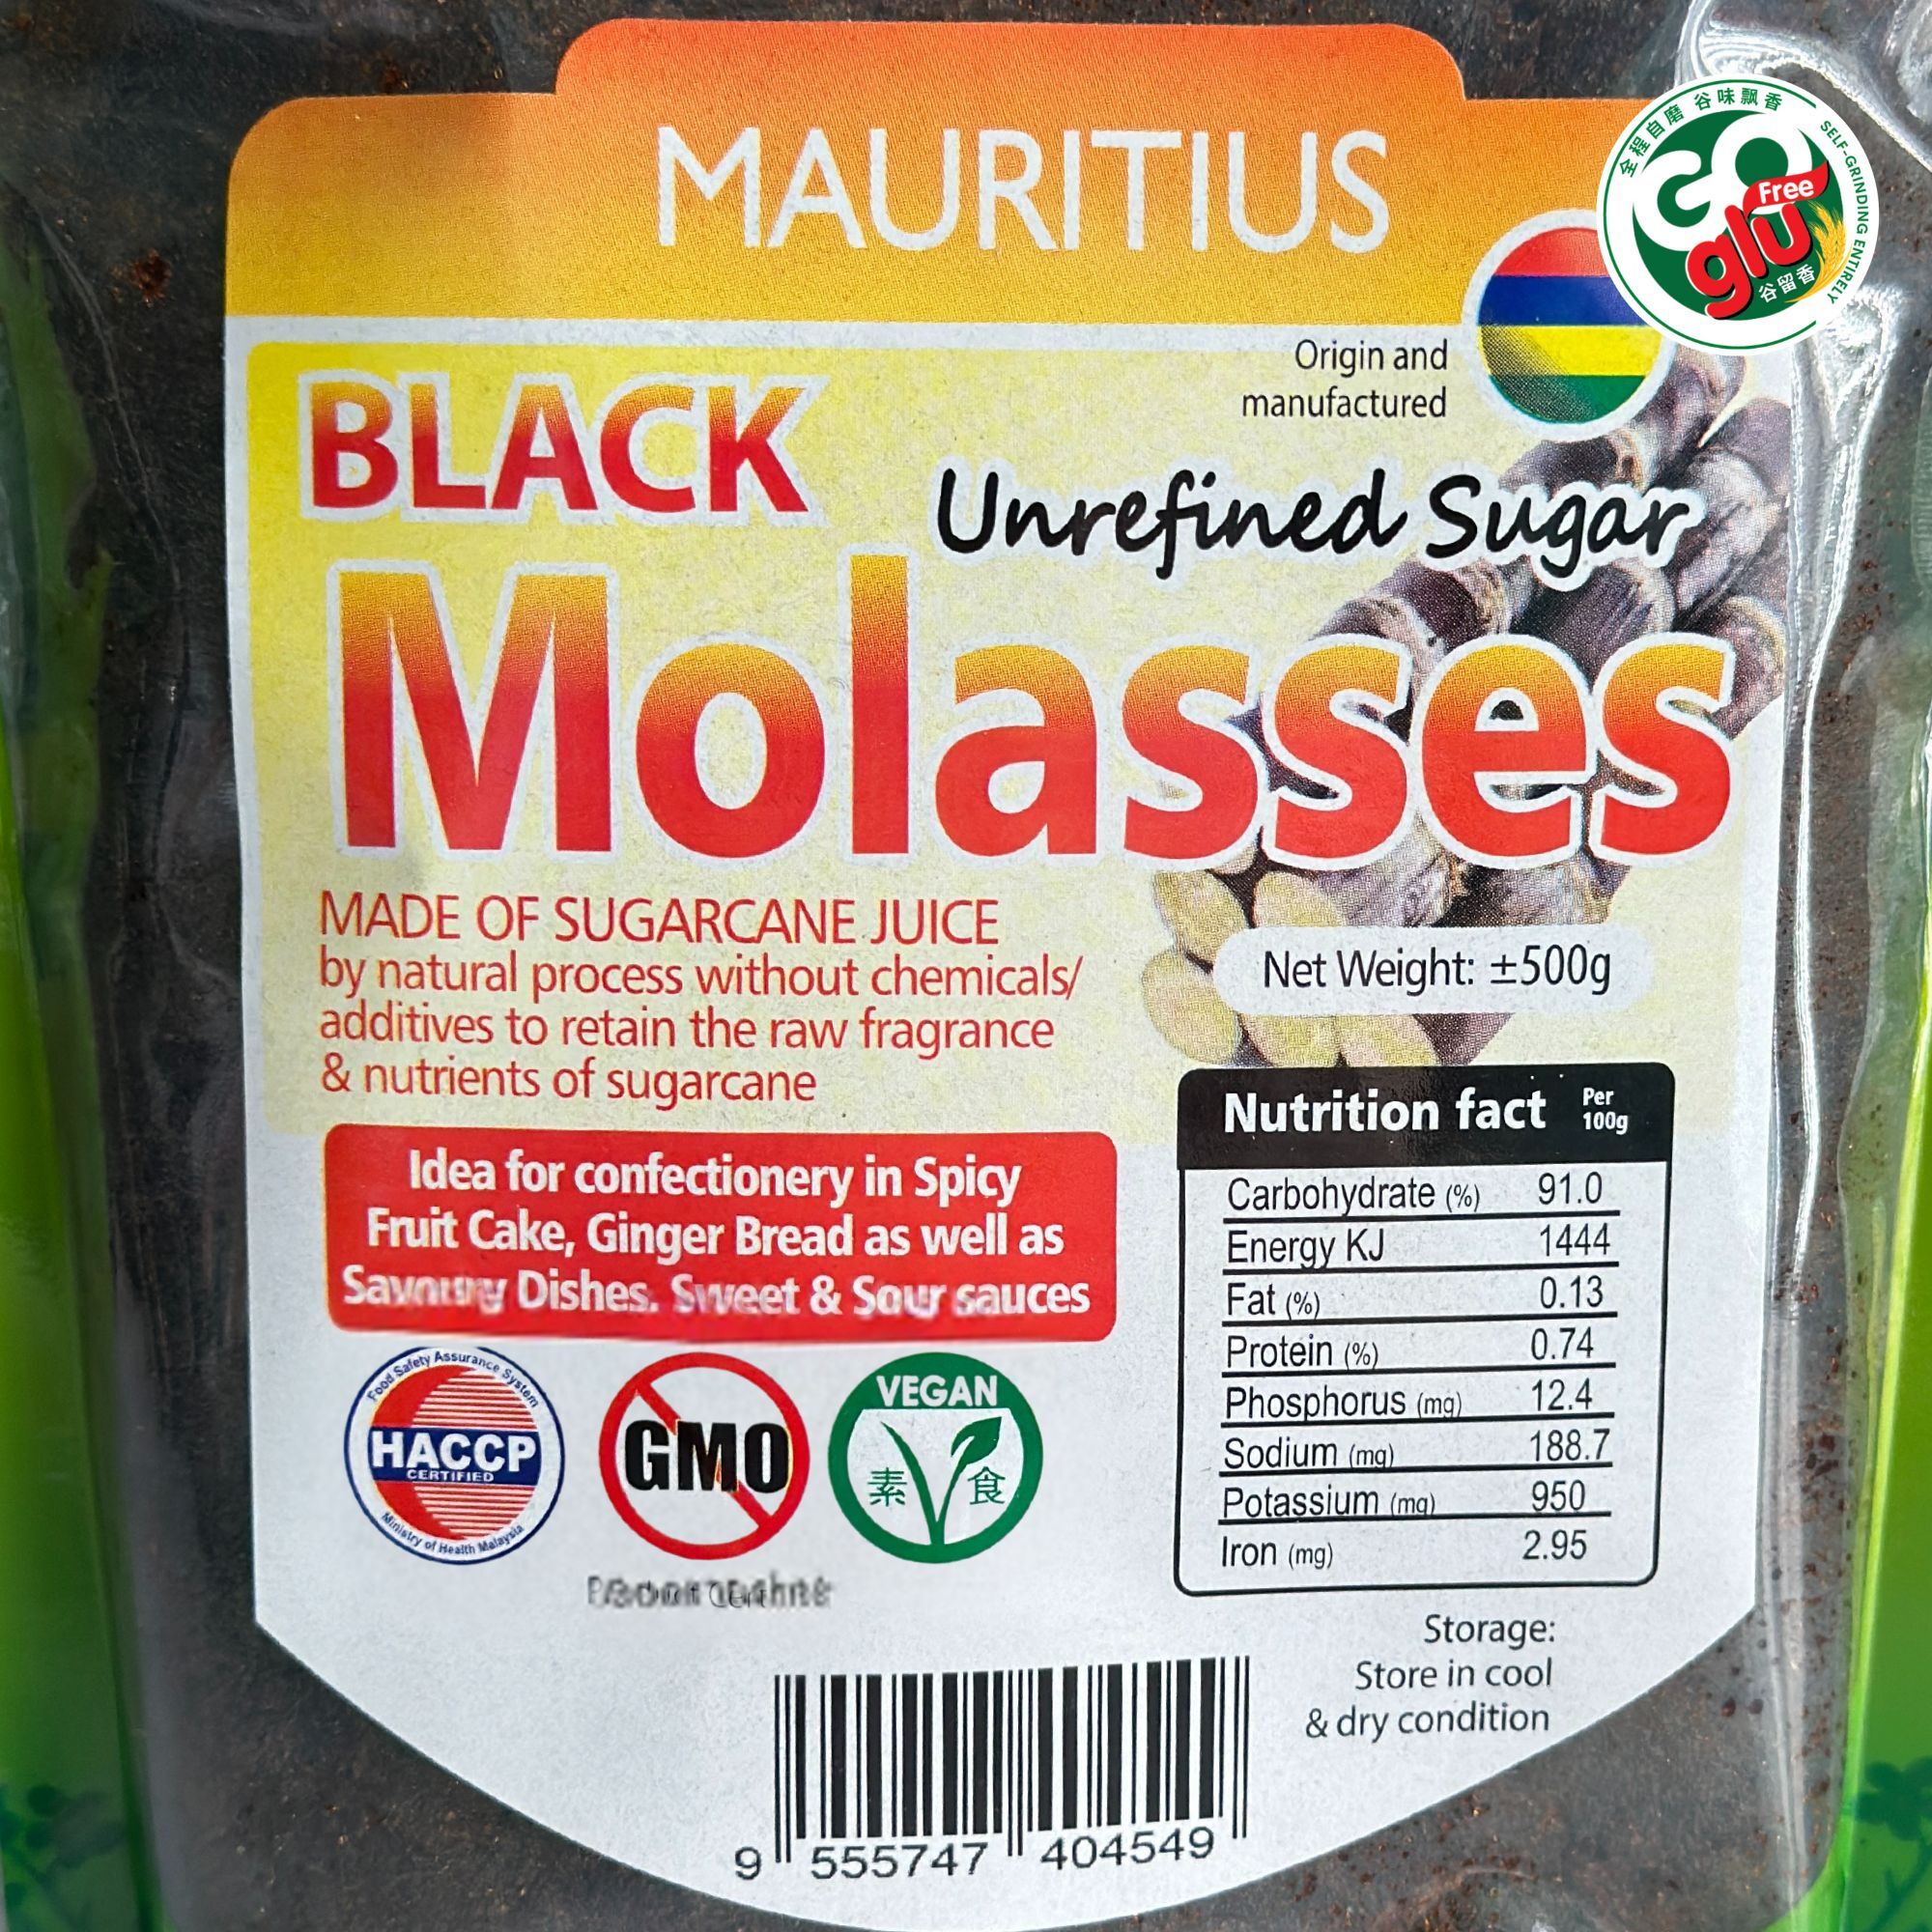 MAURITIUS
全程自磨 谷味飘香
SELF-GRINDING ENTIRELY
GO
glu
Free
谷留香
Origin and
manufactured
BLACK
Unrefined Sugar
Molasses
MADE OF SUGARCANE JUICE
by natural process without chemicals/
additives to retain the raw fragrance
& nutrients of sugarcane
Net Weight: ±500g
Idea for confectionery in Spicy
Fruit Cake, Ginger Bread as well as
Dishes. Sweet & Sour sauces
Nutrition fact Per 100g
Carbohydrate (%) 91.0
Energy KJ 1444
Fat (%) 0.13
Protein (%) 0.74
Phosphorus (mg) 12.4
Sodium (mg) 188.7
Potassium (mg) 950
Iron (mg) 2.95
Food Safety Assurance System
HACCP
CERTIFIED
Ministry of Health Malaysia
GMO
VEGAN
素食
Storage:
Store in cool
& dry condition
9 555747 404549